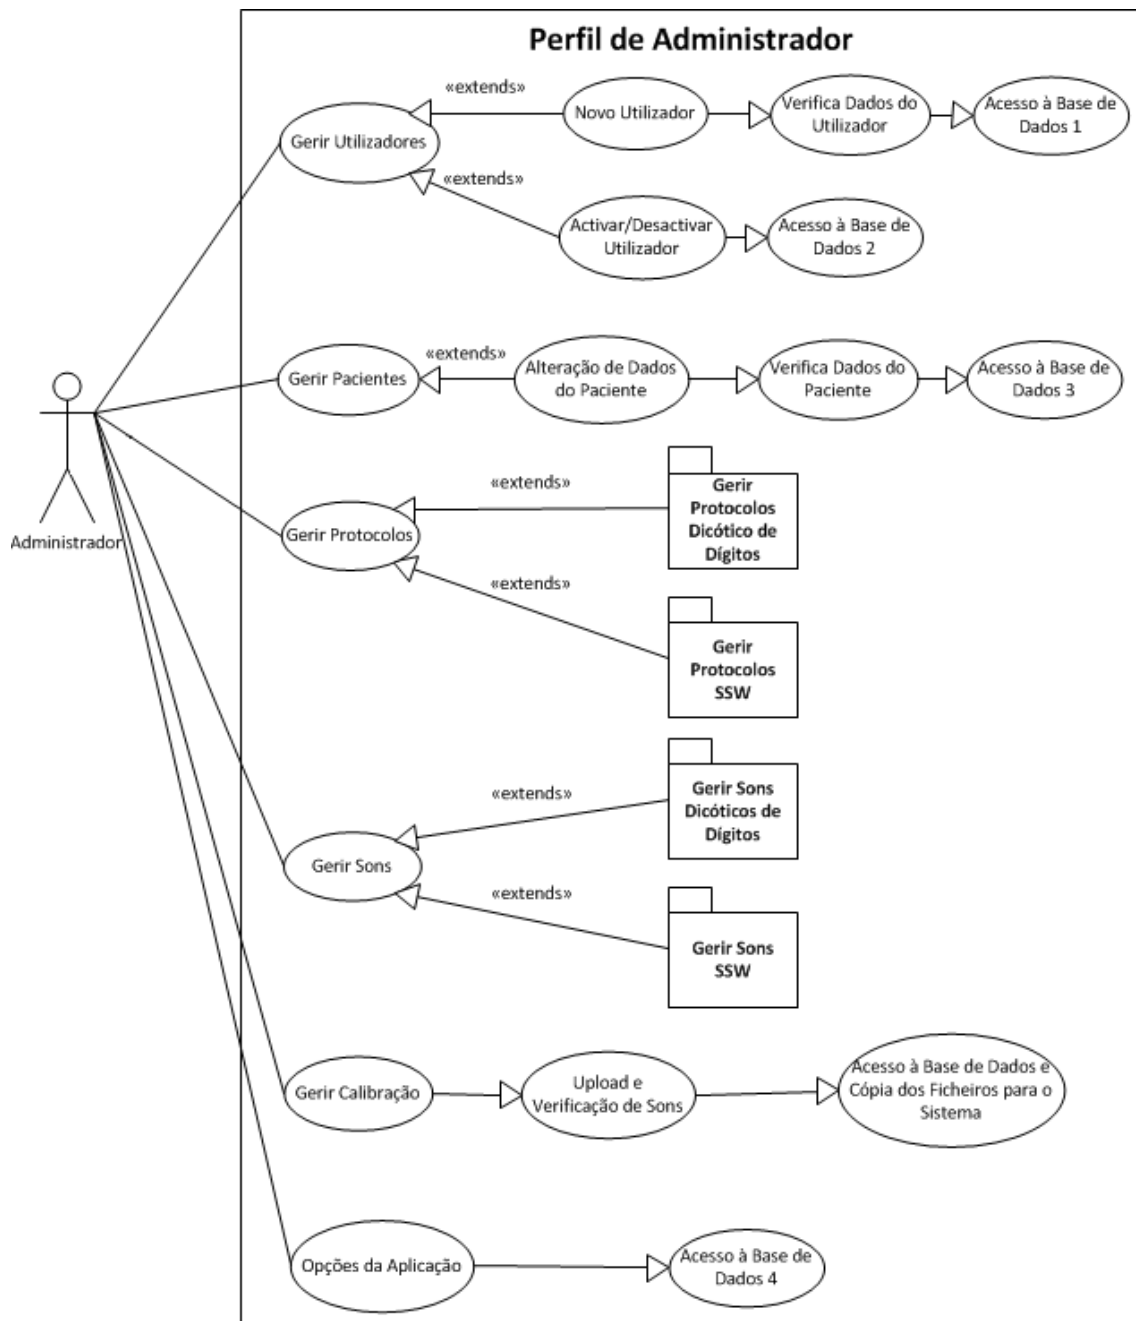 Perfil de Administrador
«extends»
Novo Utilizador
Verifica Dados do
Utilizador
Acesso à Base de
Dados 1
Gerir Utilizadores
«extends»
Activar/Desactivar
Utilizador
Acesso à Base de
Dados 2
«extends»
Gerir Pacientes
Alteração de Dados
do Paciente
Verifica Dados do
Paciente
Acesso à Base de
Dados 3
Administrador
«extends»
Gerir
Protocolos
Dicótico de
Dígitos
Gerir Protocolos
«extends»
Gerir
Protocolos
SSW
«extends»
Gerir Sons
Dicóticos de
Dígitos
Gerir Sons
«extends»
Gerir Sons
SSW
Gerir Calibração
Upload e
Verificação de Sons
Acesso à Base de Dados e
Cópia dos Ficheiros para o
Sistema
Opções da Aplicação
Acesso à Base de
Dados 4